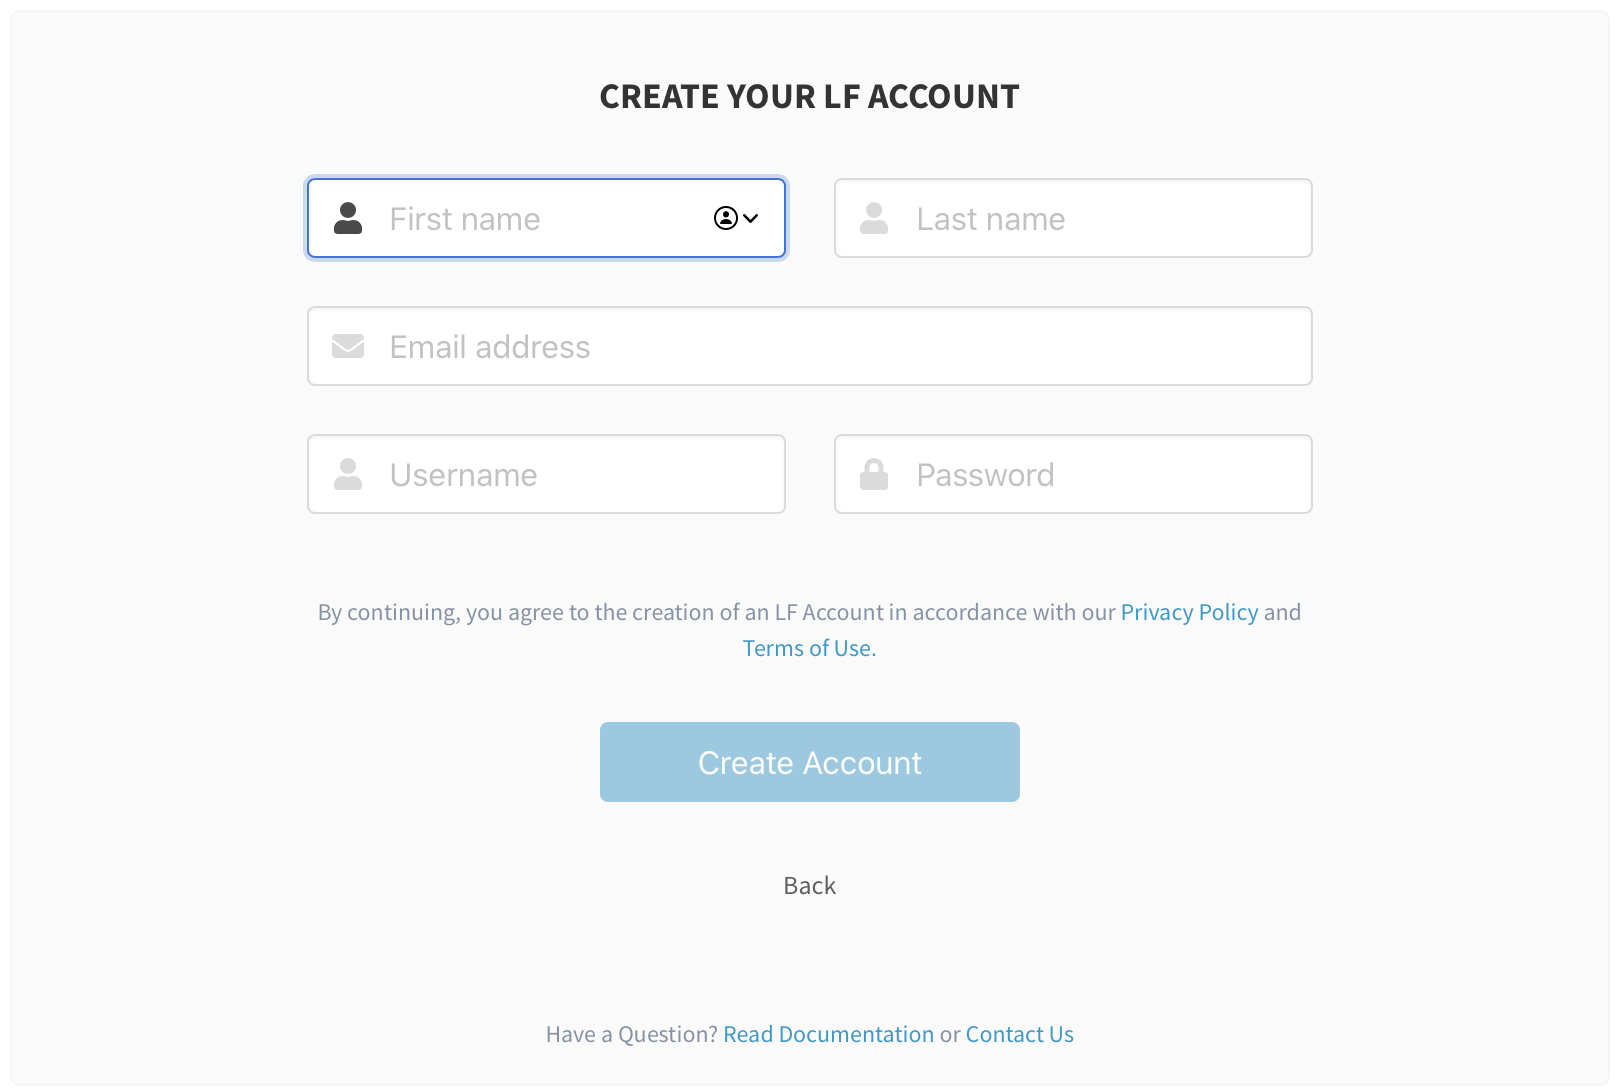 CREATE YOUR LF ACCOUNT
First name
Last name
Email address
Username
Password
By continuing, you agree to the creation of an LF Account in accordance with our Privacy Policy and
Terms of Use.
Create Account
Back
Have a Question? Read Documentation or Contact Us